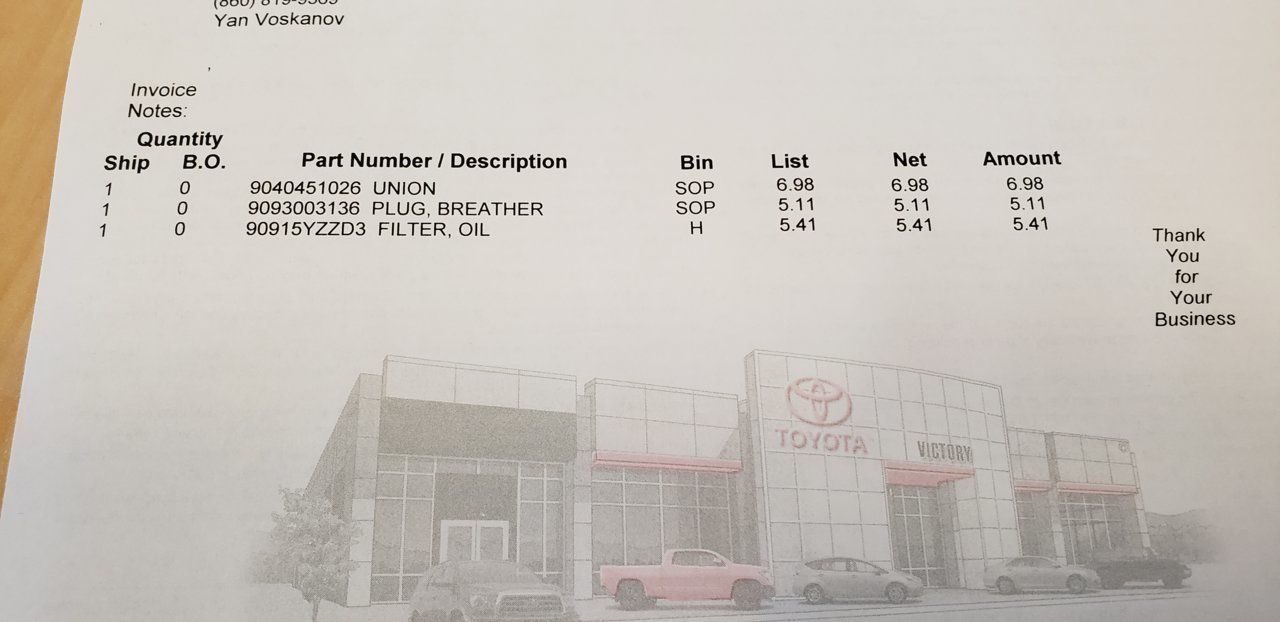 Yan Voskanov
Invoice
Notes:
Quantity
Ship B.O. Part Number / Description Bin List Net Amount
1 0 9040451026 UNION SOP 6.98 6.98 6.98
1 0 9093003136 PLUG, BREATHER SOP 5.11 5.11 5.11
1 0 90915YZZD3 FILTER, OIL H 5.41 5.41 5.41
Thank
You
for
Your
Business
TOYOTA
VICTORY